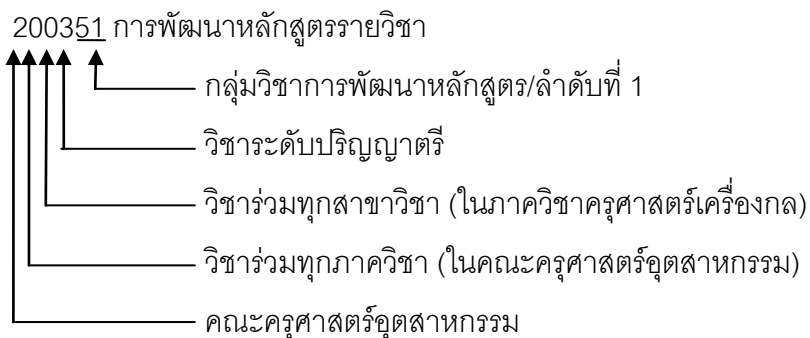 200351 การพัฒนาหลักสูตรรายวิชา
กลุ่มวิชาการพัฒนาหลักสูตร/ลำดับที่ 1
วิชาระดับปริญญาตรี
วิชาร่วมทุกสาขาวิชา (ในภาควิชาครุศาสตร์เครื่องกล)
วิชาร่วมทุกภาควิชา (ในคณะครุศาสตร์อุตสาหกรรม)
คณะครุศาสตร์อุตสาหกรรม